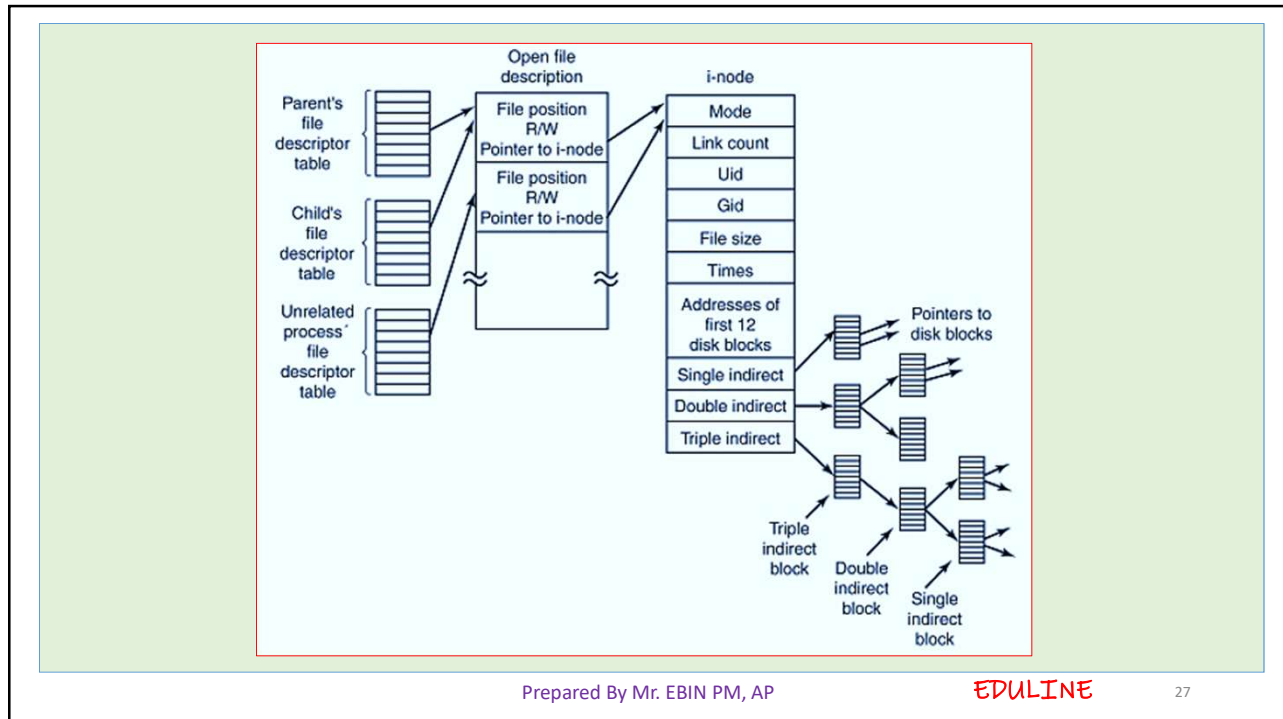 Open file
description
i-node
Parent's
file
descriptor
table
File position
R/W
Pointer to i-node
File position
R/W
Pointer to i-node
Child's
file
descriptor
table
Unrelated
process´
file
descriptor
table
Mode
Link count
Uid
Gid
File size
Times
Addresses of
first 12
disk blocks
Single indirect
Double indirect
Triple indirect
Pointers to
disk blocks
Triple
indirect
block
Double
indirect
block
Single
indirect
block
Prepared By Mr. EBIN PM, AP
EDULINE
27